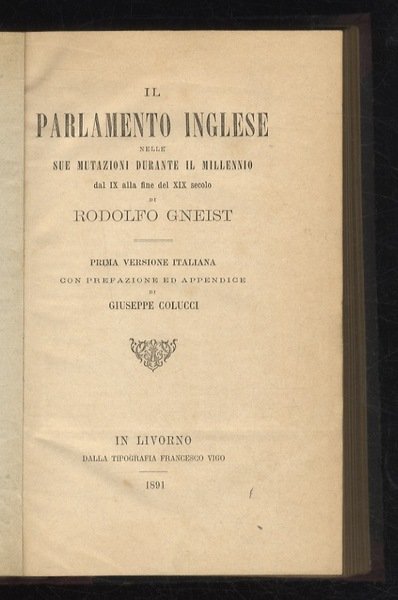 IL
PARLAMENTO INGLESE
NELLE
SUE MUTAZIONI DURANTE IL MILLENNIO
dal IX alla fine del XIX secolo
DI
RODOLFO GNEIST
PRIMA VERSIONE ITALIANA
CON PREFAZIONE ED APPENDICE
DI
GIUSEPPE COLUCCI
IN LIVORNO
DALLA TIPOGRAFIA FRANCESCO VIGO
1891